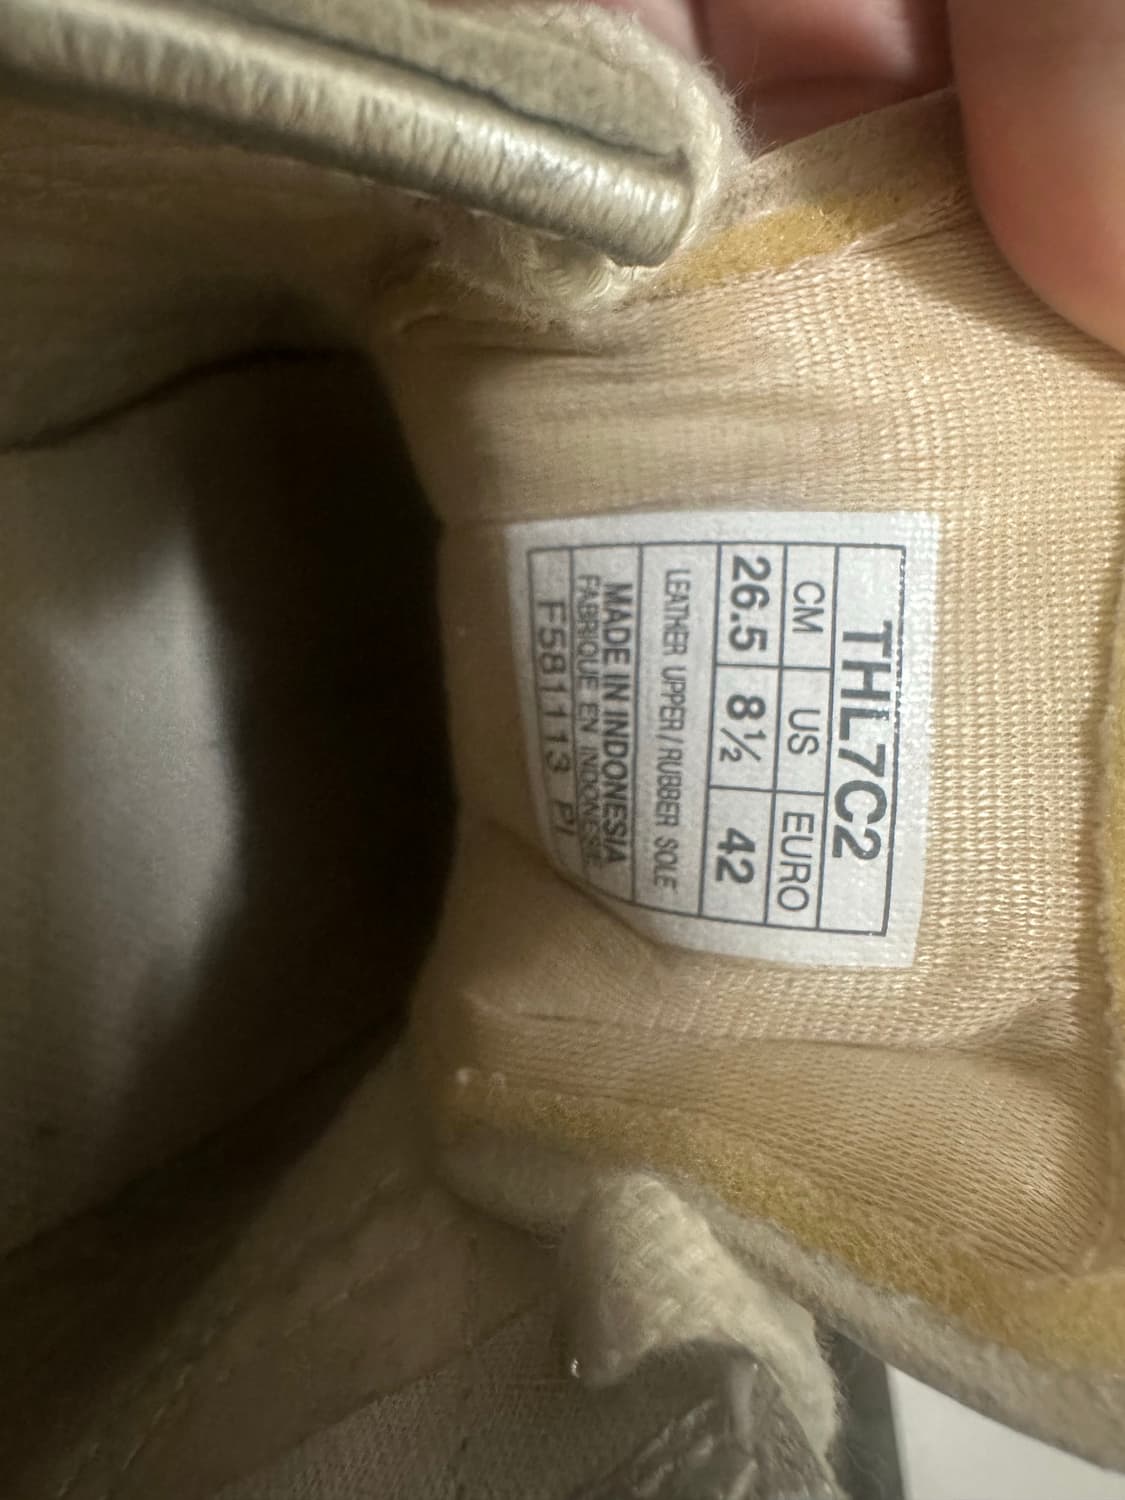 THL7C2
CM US EURO
26.5 8½ 42
LEATHER UPPER/RUBBER SOLE
MADE IN INDONESIA
FABRIQUE EN INDONESIE
F581113 PI